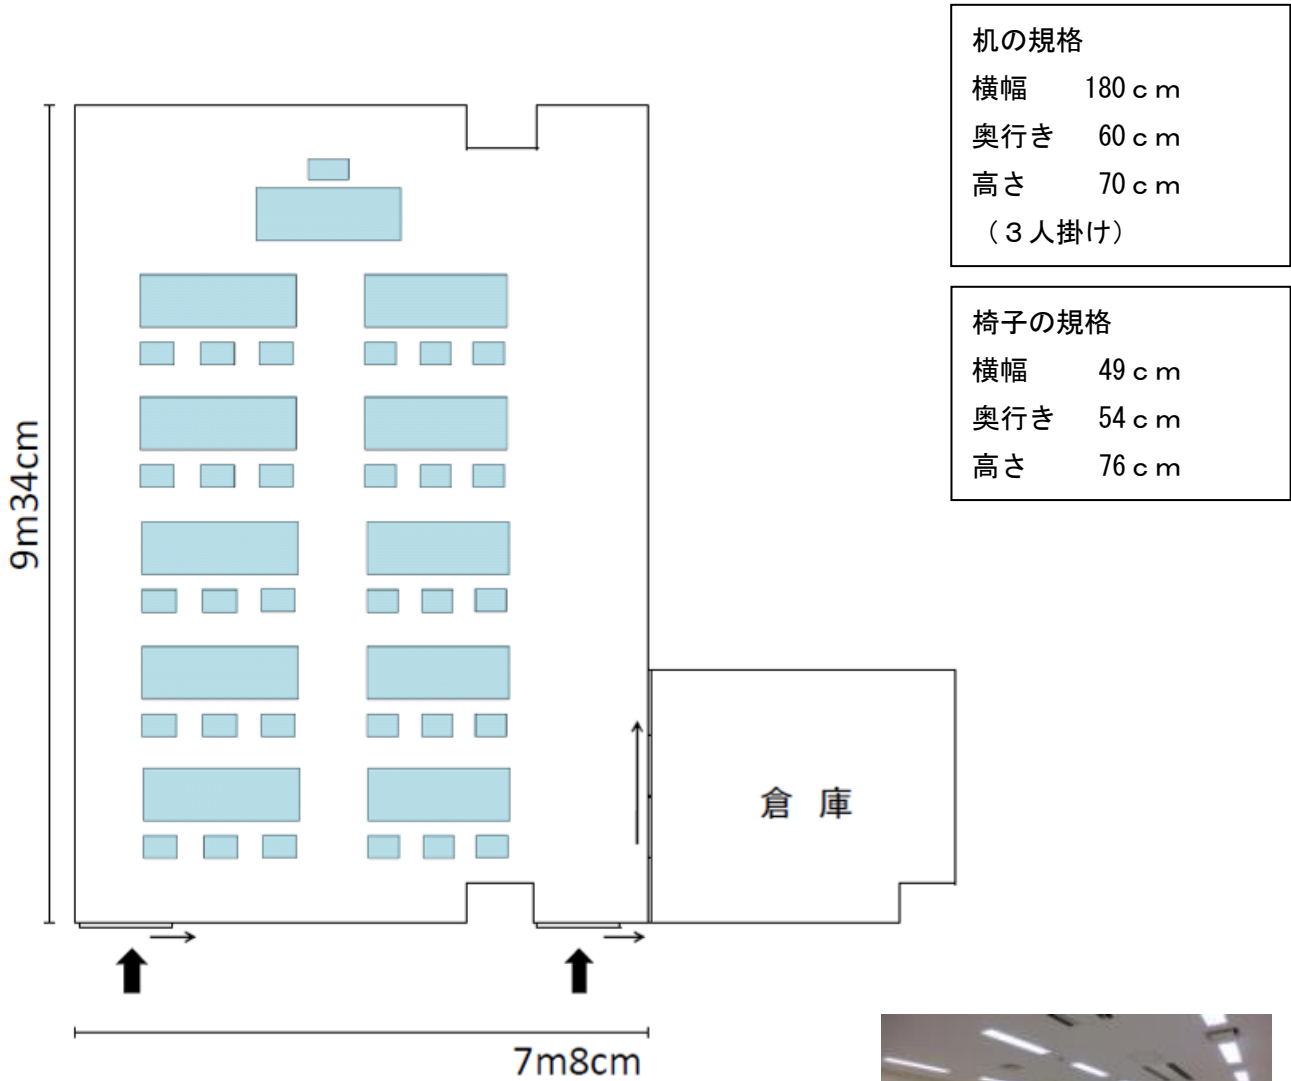 机の規格
横幅 180ｃｍ
奥行き 60ｃｍ
高さ 70ｃｍ
（３人掛け）
椅子の規格
横幅 49ｃｍ
奥行き 54ｃｍ
高さ 76ｃｍ
9m34cm
倉 庫
7m8cm